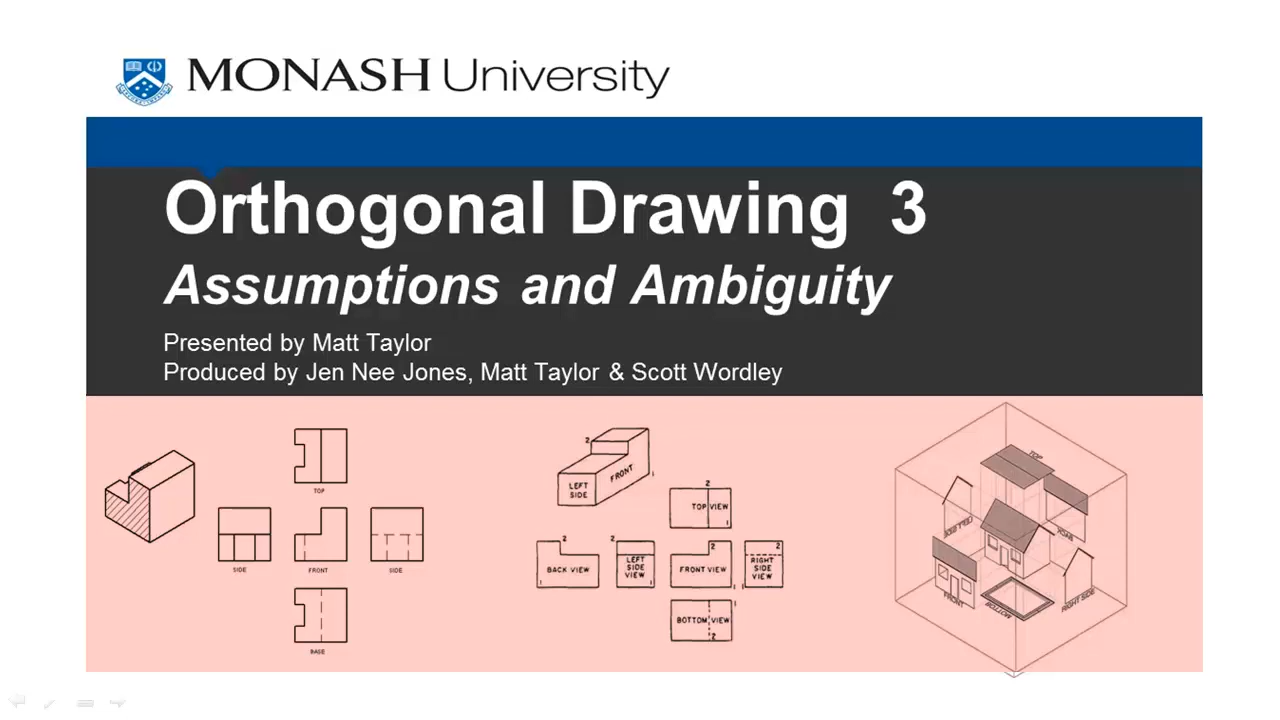 MONASH University
Orthogonal Drawing 3
Assumptions and Ambiguity
Presented by Matt Taylor
Produced by Jen Nee Jones, Matt Taylor & Scott Wordley
TOP
SIDE
FRONT
SIDE
BASE
2
LEFT
SIDE
FRONT
1
2
TOP VIEW
1
2
BACK VIEW
1
2
LEFT
SIDE
VIEW
1
2
FRONT VIEW
1
2
RIGHT
SIDE
VIEW
1
1
BOTTOM VIEW
2
TOP
BACK
FRONT
BOTTOM
RIGHT SIDE